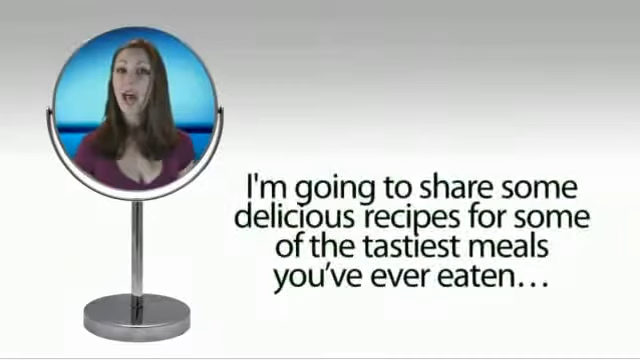 I'm going to share some
delicious recipes for some
of the tastiest meals
you've ever eaten…